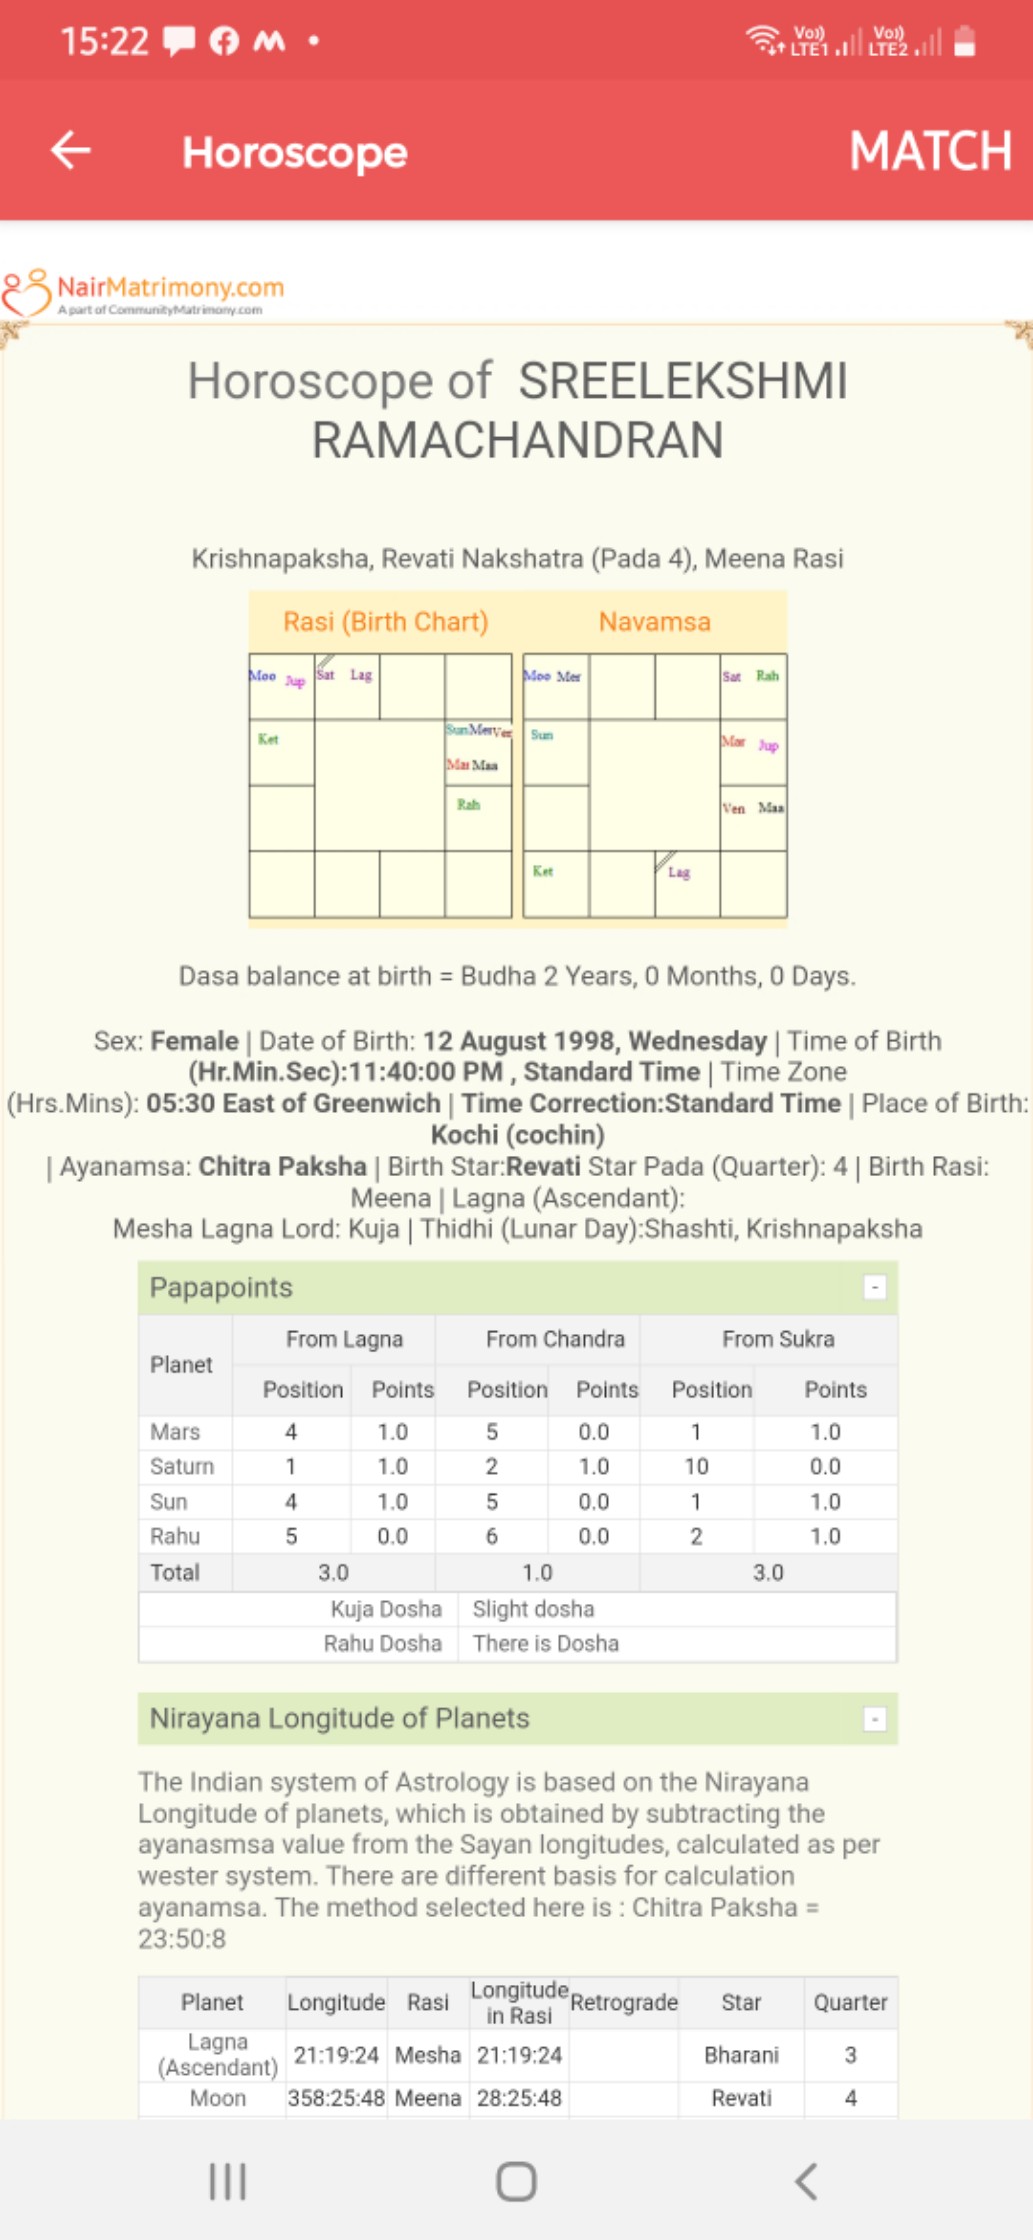 15:22
Vo))
LTE1
Vo))
LTE2
Horoscope
MATCH
NairMatrimony.com
A part of CommunityMatrimony.com
Horoscope of SREELEKSHMI
RAMACHANDRAN
Krishnapaksha, Revati Nakshatra (Pada 4), Meena Rasi
Rasi (Birth Chart)
Navamsa
Moo Jup Sat Lag
Moo Mer Sat Rah
Ket Sun Mer Ven
Mar Maa
Sun Mar Jup
Rah
Ven Maa
Ket Lag
Dasa balance at birth = Budha 2 Years, 0 Months, 0 Days.
Sex: Female | Date of Birth: 12 August 1998, Wednesday | Time of Birth
(Hr.Min.Sec):11:40:00 PM , Standard Time | Time Zone
(Hrs.Mins): 05:30 East of Greenwich | Time Correction:Standard Time | Place of Birth:
Kochi (cochin)
| Ayanamsa: Chitra Paksha | Birth Star:Revati Star Pada (Quarter): 4 | Birth Rasi:
Meena | Lagna (Ascendant):
Mesha Lagna Lord: Kuja | Thidhi (Lunar Day):Shashti, Krishnapaksha
Papapoints
-
Planet From Lagna From Chandra From Sukra
Position Points Position Points Position Points
Mars 4 1.0 5 0.0 1 1.0
Saturn 1 1.0 2 1.0 10 0.0
Sun 4 1.0 5 0.0 1 1.0
Rahu 5 0.0 6 0.0 2 1.0
Total 3.0 1.0 3.0
Kuja Dosha Slight dosha
Rahu Dosha There is Dosha
Nirayana Longitude of Planets
-
The Indian system of Astrology is based on the Nirayana
Longitude of planets, which is obtained by subtracting the
ayanasmsa value from the Sayan longitudes, calculated as per
wester system. There are different basis for calculation
ayanamsa. The method selected here is : Chitra Paksha =
23:50:8
Planet Longitude Rasi Longitude in Rasi Retrograde Star Quarter
Lagna (Ascendant) 21:19:24 Mesha 21:19:24 Bharani 3
Moon 358:25:48 Meena 28:25:48 Revati 4